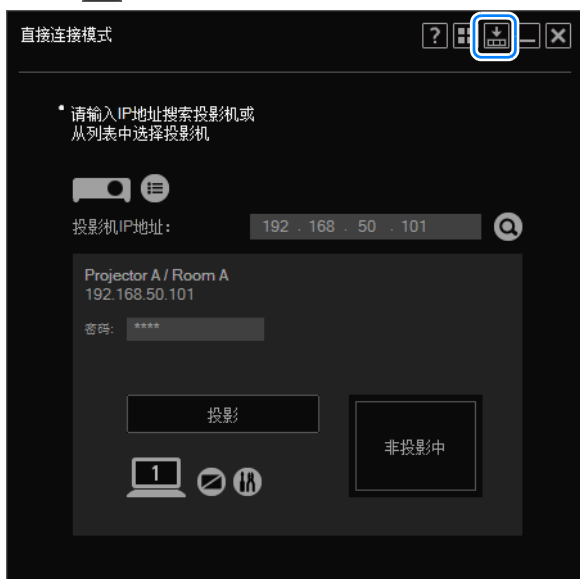 直接连接模式
?
请输入IP地址搜索投影机或
从列表中选择投影机
投影机IP地址:
192 . 168 . 50 . 101
Projector A / Room A
192.168.50.101
密码: ****
投影
非投影中
1